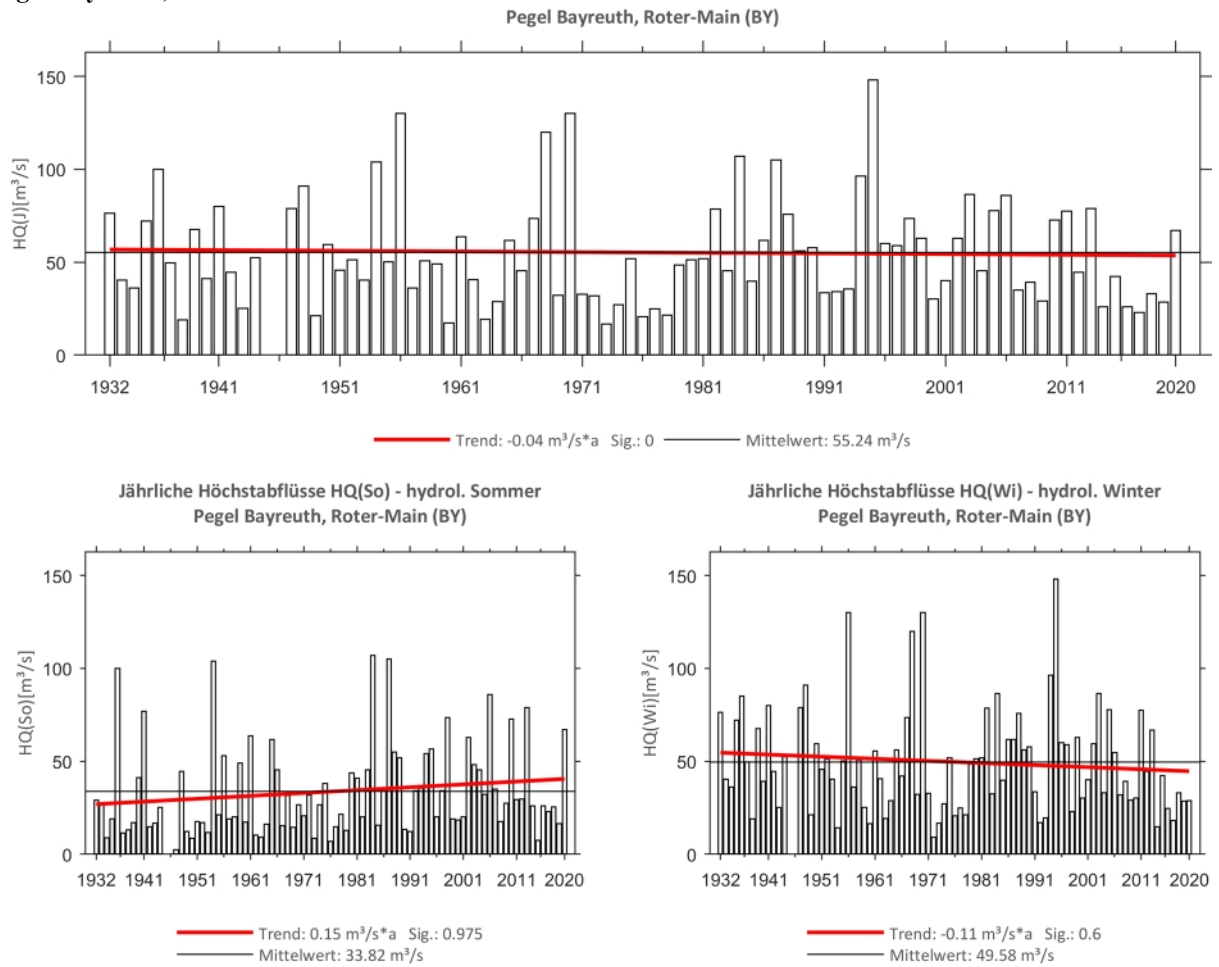 Pegel Bayreuth, Roter-Main (BY)
150
100
50
0
HQ(J)[m³/s]
1932 1941 1951 1961 1971 1981 1991 2001 2011 2020
Trend: -0.04 m³/s*a Sig.: 0 Mittelwert: 55.24 m³/s
Jährliche Höchstabflüsse HQ(So) - hydrol. Sommer
Pegel Bayreuth, Roter-Main (BY)
150
100
50
0
HQ(So)[m³/s]
1932 1941 1951 1961 1971 1981 1991 2001 2011 2020
Trend: 0.15 m³/s*a Sig.: 0.975
Mittelwert: 33.82 m³/s
Jährliche Höchstabflüsse HQ(Wi) - hydrol. Winter
Pegel Bayreuth, Roter-Main (BY)
150
100
50
0
HQ(Wi)[m³/s]
1932 1941 1951 1961 1971 1981 1991 2001 2011 2020
Trend: -0.11 m³/s*a Sig.: 0.6
Mittelwert: 49.58 m³/s